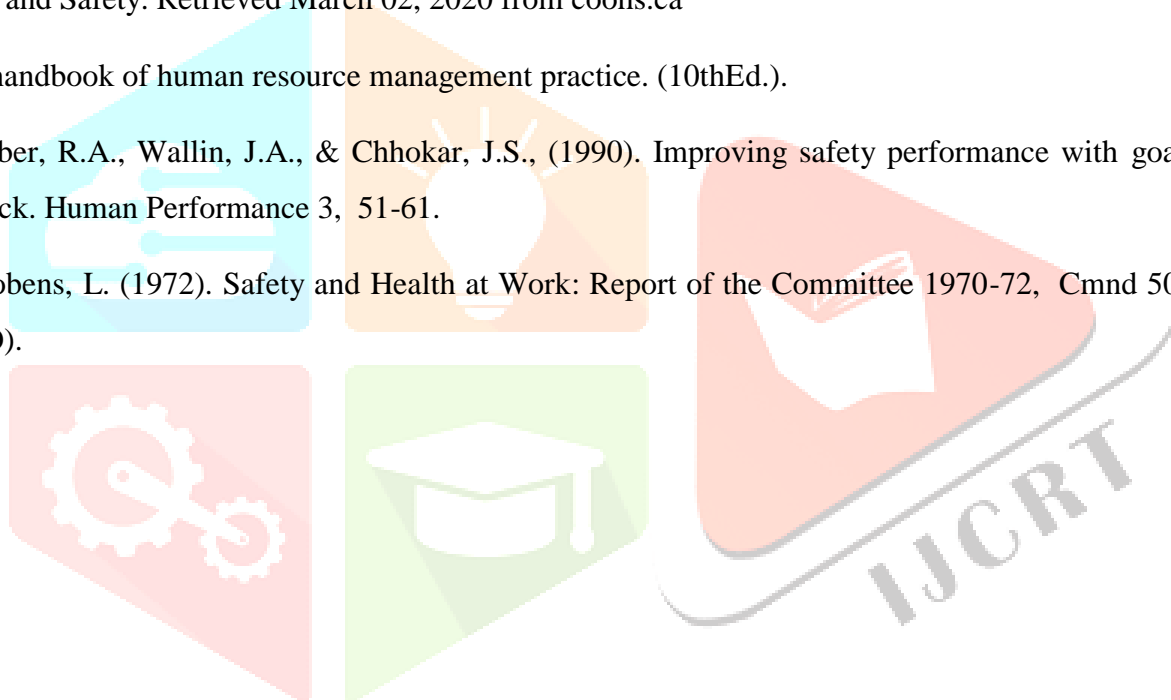 and Safety. Retrieved March 02, 2020 from coohs.ca
handbook of human resource management practice. (10thEd.).
ber, R.A., Wallin, J.A., & Chhokar, J.S., (1990). Improving safety performance with goa
ck. Human Performance 3, 51-61.
obens, L. (1972). Safety and Health at Work: Report of the Committee 1970-72, Cmnd 50
).
IJCRT